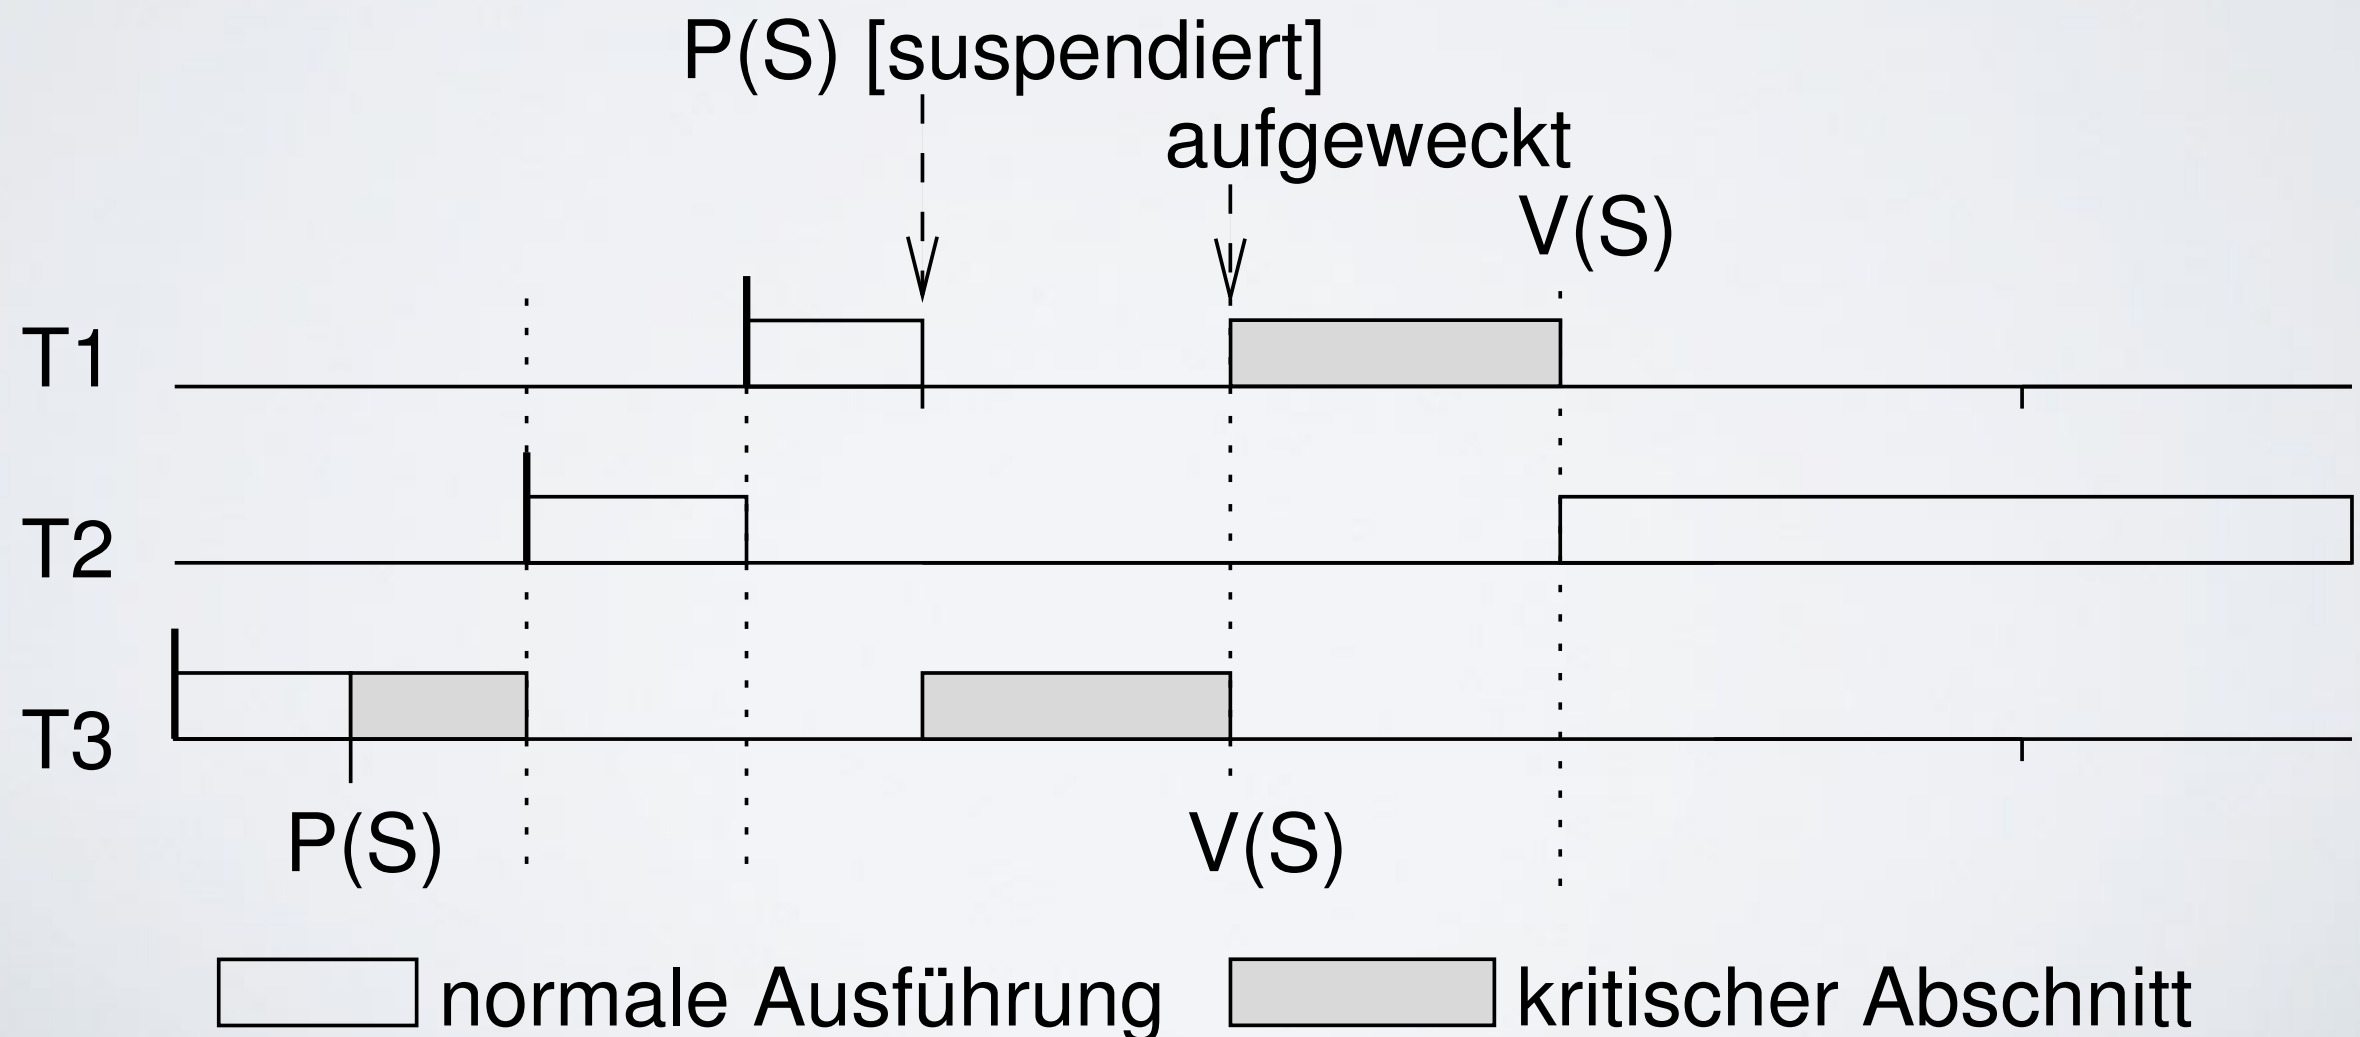 P(S) [suspendiert]
aufgeweckt
V(S)
T1
T2
T3
P(S)
V(S)
normale Ausführung
kritischer Abschnitt